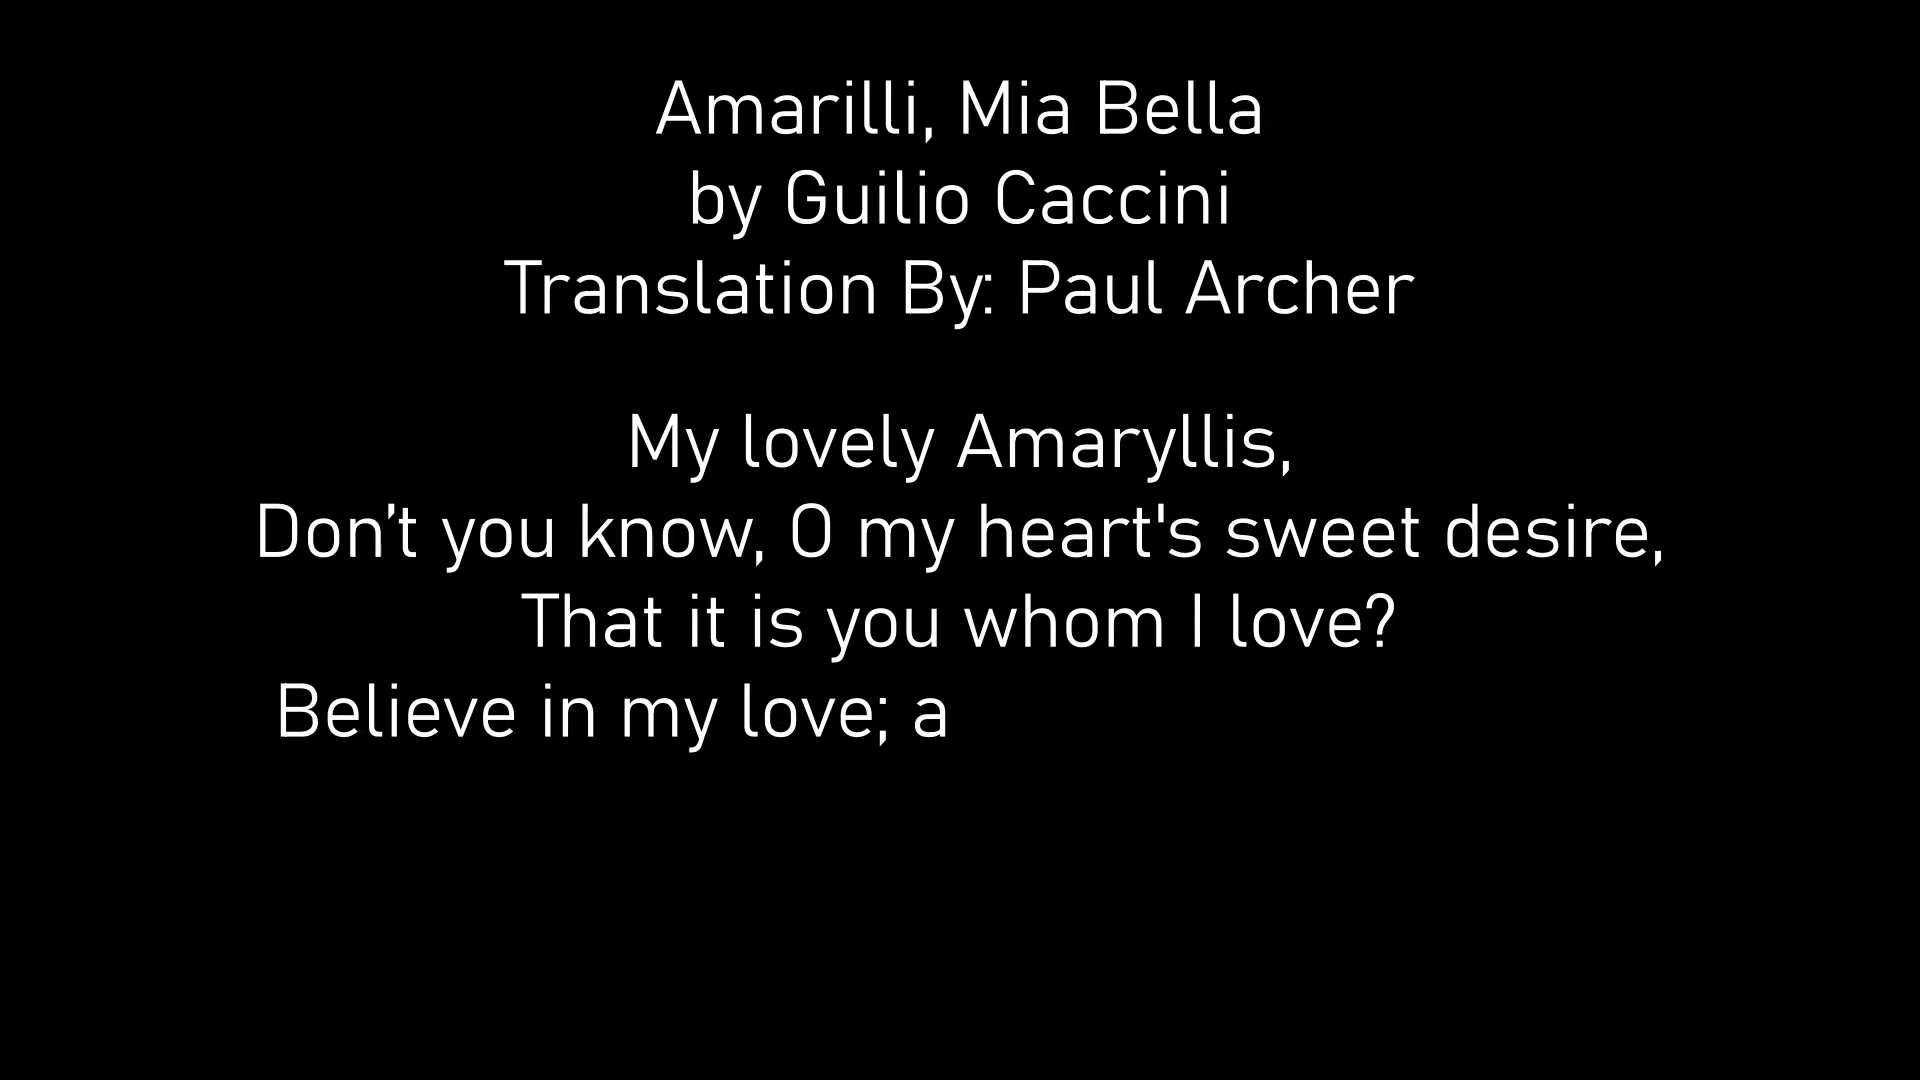 Amarilli, Mia Bella
by Guilio Caccini
Translation By: Paul Archer
My lovely Amaryllis,
Don’t you know, O my heart's sweet desire,
That it is you whom I love?
Believe in my love; a